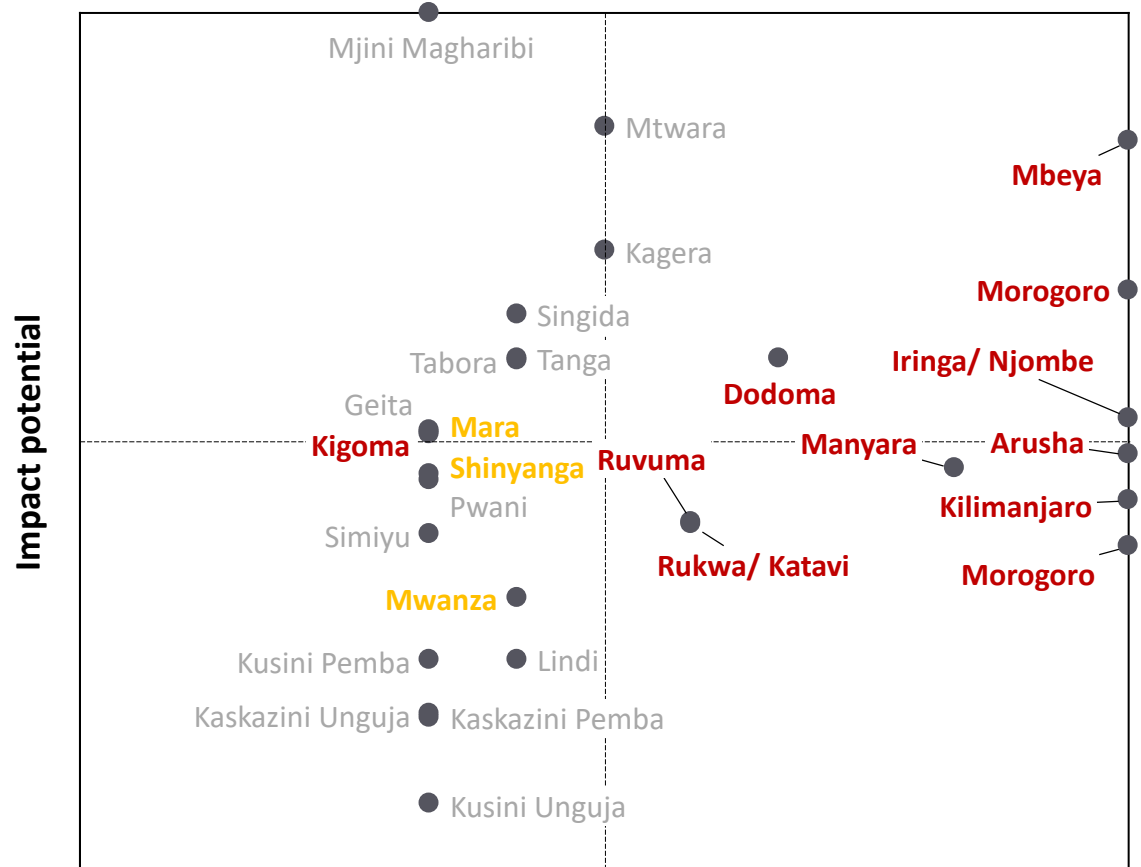 Mjini Magharibi
Mtwara
Mbeya
Kagera
Morogoro
Singida
Iringa/ Njombe
Tabora
Tanga
Dodoma
Geita
Mara
Kigoma
Manyara
Arusha
Shinyanga
Ruvuma
Pwani
Kilimanjaro
Simiyu
Rukwa/ Katavi
Morogoro
Mwanza
Kusini Pemba
Lindi
Kaskazini Unguja
Kaskazini Pemba
Kusini Unguja
Impact potential